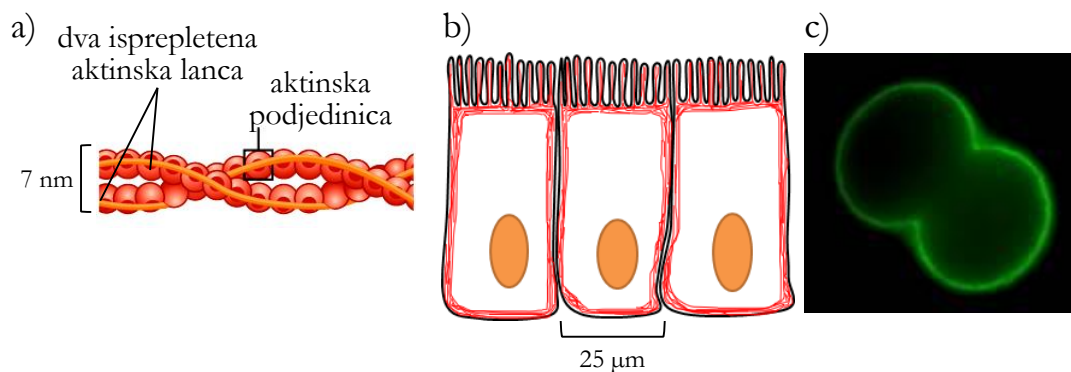 a)
dva isprepletena
aktinska lanca
aktinska
podjedinica
7 nm
b)
25 μm
c)